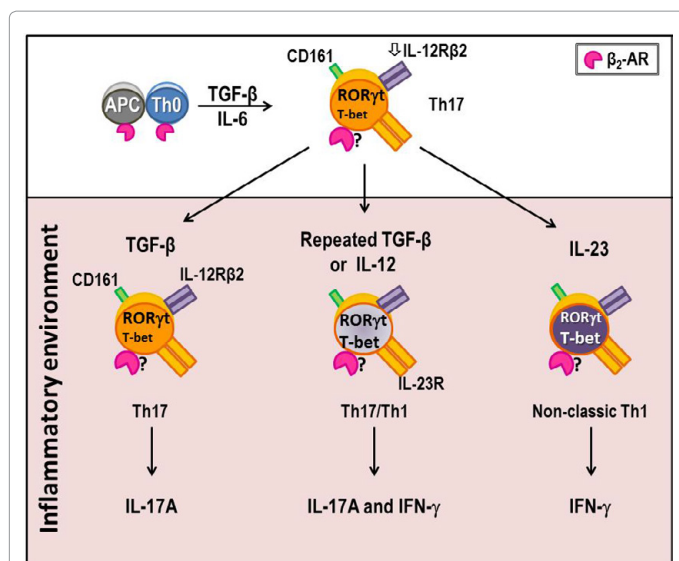 CD161
⇩IL-12Rβ2
β2-AR
APC
Th0
TGF-β
IL-6
RORγt
T-bet
?
Th17
Inflammatory environment
TGF-β
CD161
IL-12Rβ2
RORγt
T-bet
?
Th17
IL-17A
Repeated TGF-β
or IL-12
RORγt
T-bet
?
IL-23R
Th17/Th1
IL-17A and IFN-γ
IL-23
RORγt
T-bet
?
Non-classic Th1
IFN-γ